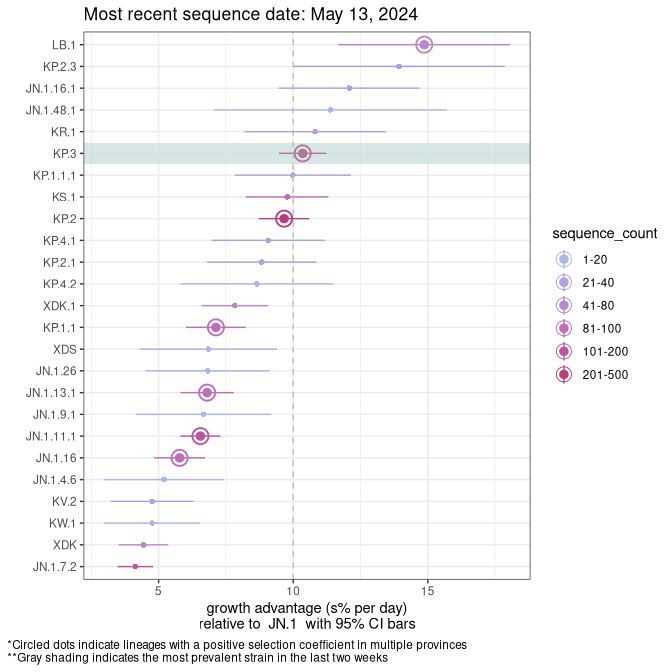 Most recent sequence date: May 13, 2024
LB.1
KP.2.3
JN.1.16.1
JN.1.48.1
KR.1
KP.3
KP.1.1.1
KS.1
KP.2
KP.4.1
KP.2.1
KP.4.2
XDK.1
KP.1.1
XDS
JN.1.26
JN.1.13.1
JN.1.9.1
JN.1.11.1
JN.1.16
JN.1.4.6
KV.2
KW.1
XDK
JN.1.7.2
5 10 15
growth advantage (s% per day)
relative to JN.1 with 95% CI bars
sequence_count
1-20
21-40
41-80
81-100
101-200
201-500
*Circled dots indicate lineages with a positive selection coefficient in multiple provinces
**Gray shading indicates the most prevalent strain in the last two weeks